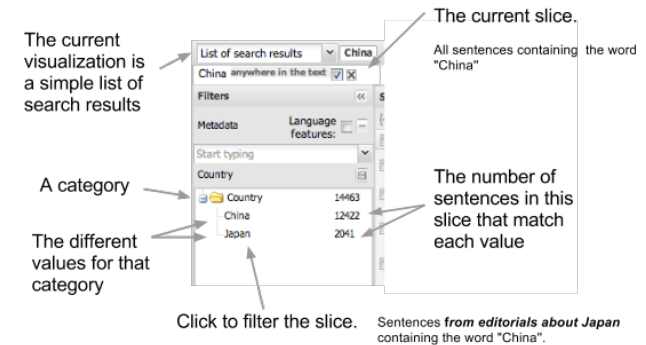 The current slice.
The current
visualization is
a simple list of
search results
All sentences containing the word
"China"
List of search results
China
China anywhere in the text
Filters
Metadata
Language
features:
Start typing
Country
Country 14463
China 12422
Japan 2041
A category
The different
values for that
category
The number of
sentences in this
slice that match
each value
Click to filter the slice.
Sentences from editorials about Japan
containing the word "China".